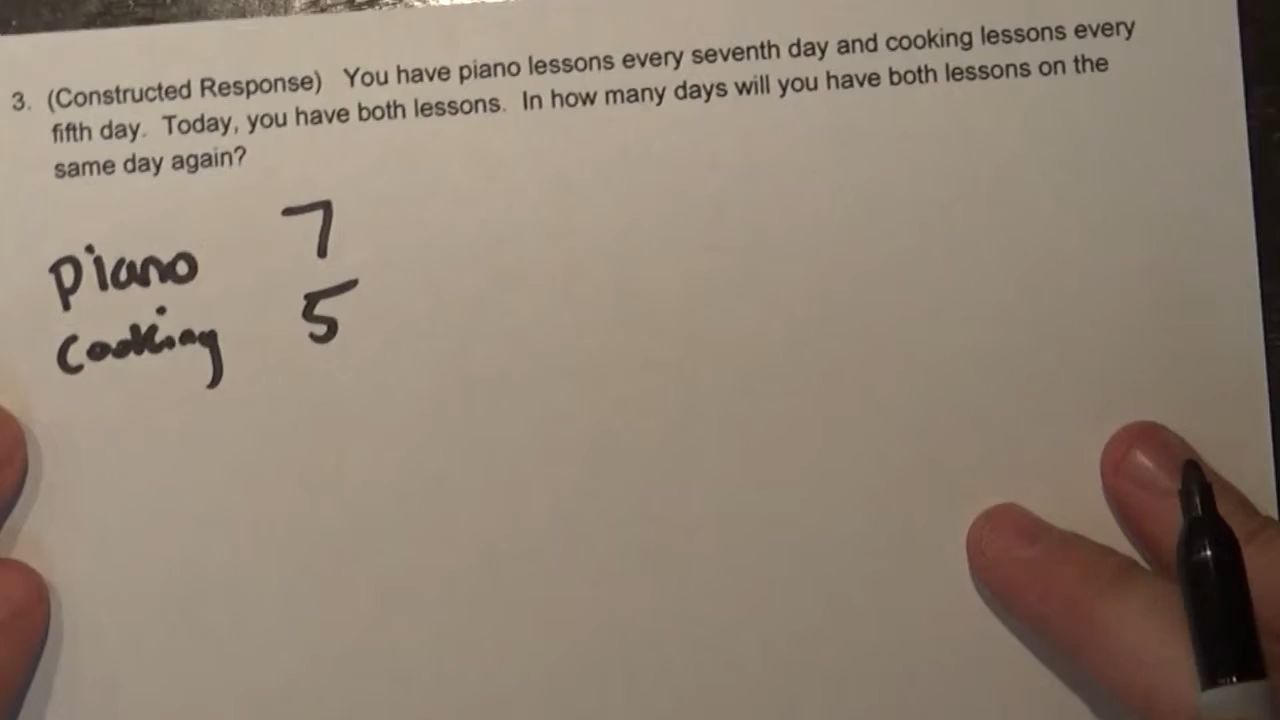 3. (Constructed Response) You have piano lessons every seventh day and cooking lessons every
fifth day. Today, you have both lessons. In how many days will you have both lessons on the
same day again?
Piano 7
Cooking 5